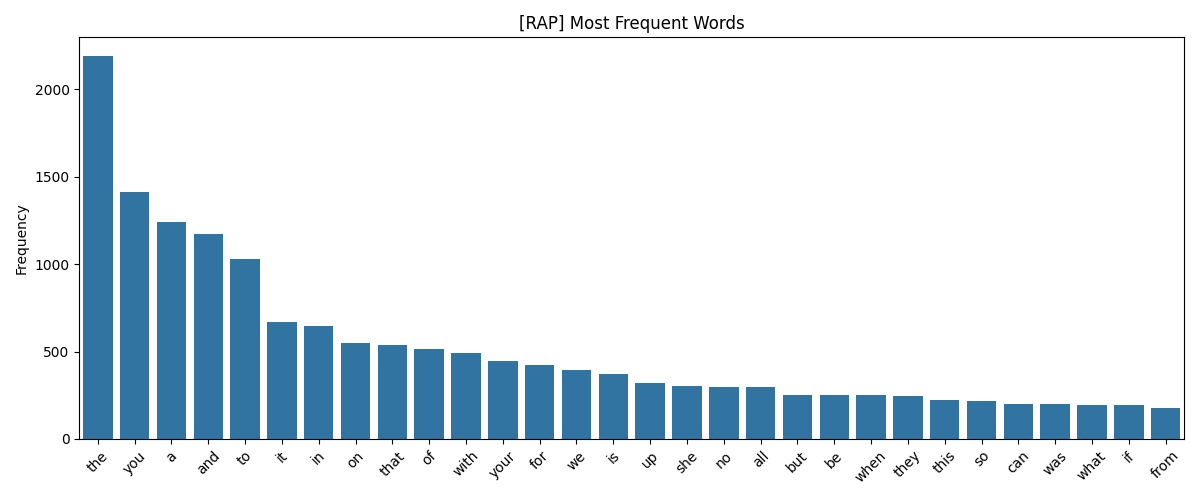 [RAP] Most Frequent Words
Frequency
2000
1500
1000
500
0
the you a and to it in on that of with your for we is up she no all but be when they this so can was what if from